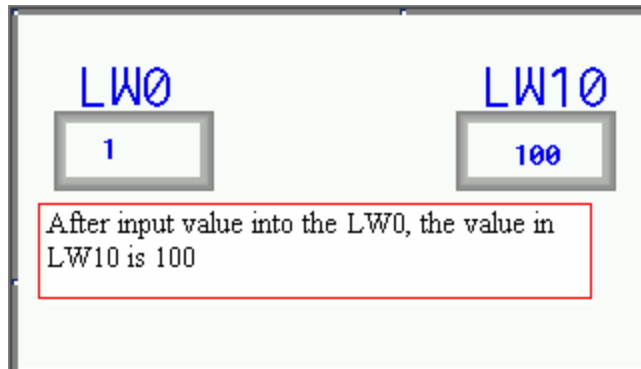 LW0 LW10
1 100
After input value into the LW0, the value in
LW10 is 100